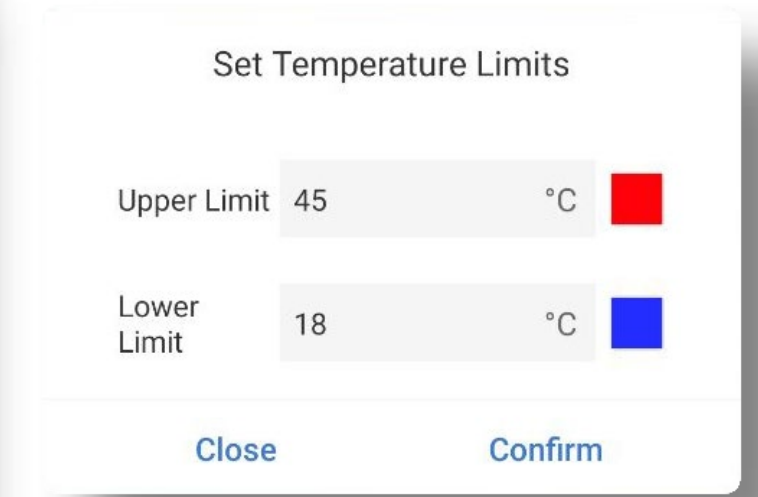 Set Temperature Limits
Upper Limit 45 °C
Lower
Limit
18 °C
Close Confirm